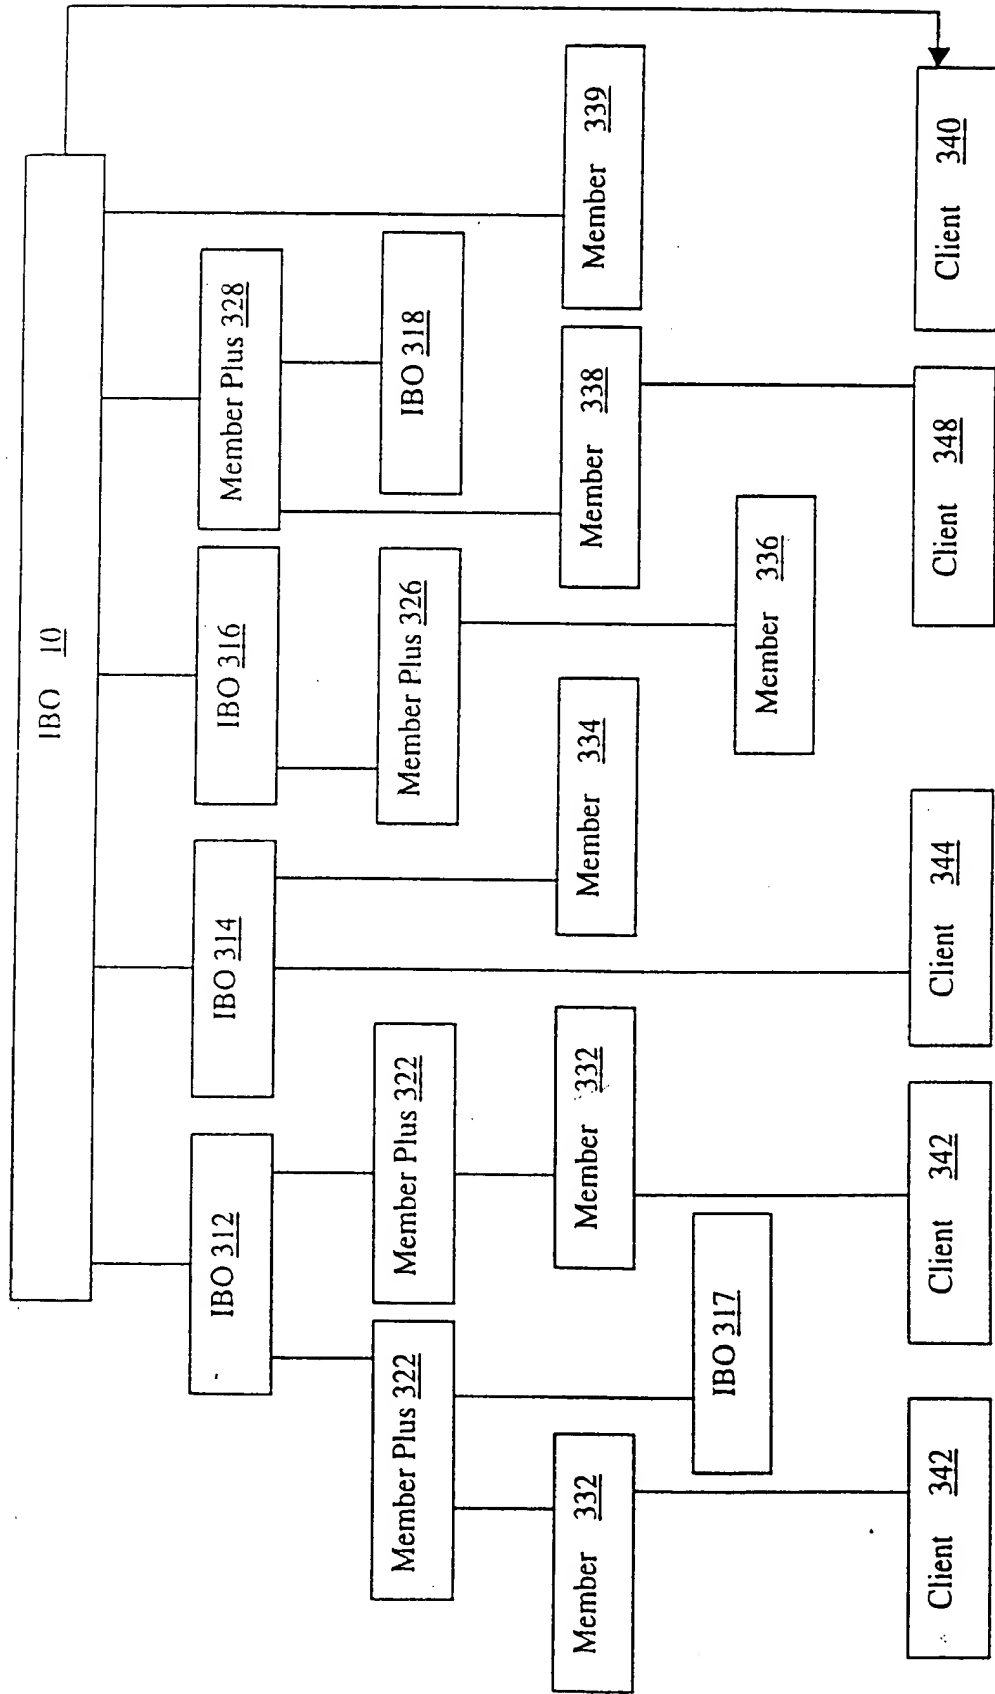 IBO 10
IBO 312
IBO 314
IBO 316
Member Plus 328
Member Plus 322
Member Plus 322
Member Plus 326
IBO 318
Member 332
Member 332
Member 334
Member 338
Member 339
IBO 317
Member 336
Client 342
Client 342
Client 344
Client 348
Client 340